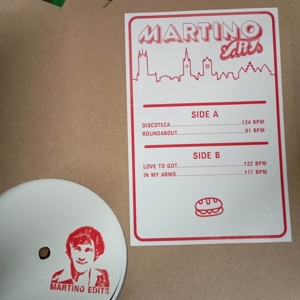 MARTINO
Edits
SIDE A
DISCOTECA.................124 BPM
ROUNDABOUT...............91 BPM
SIDE B
LOVE TO GOT...............122 BPM
IN MY ARMS................117 BPM
MARTINO EDITS